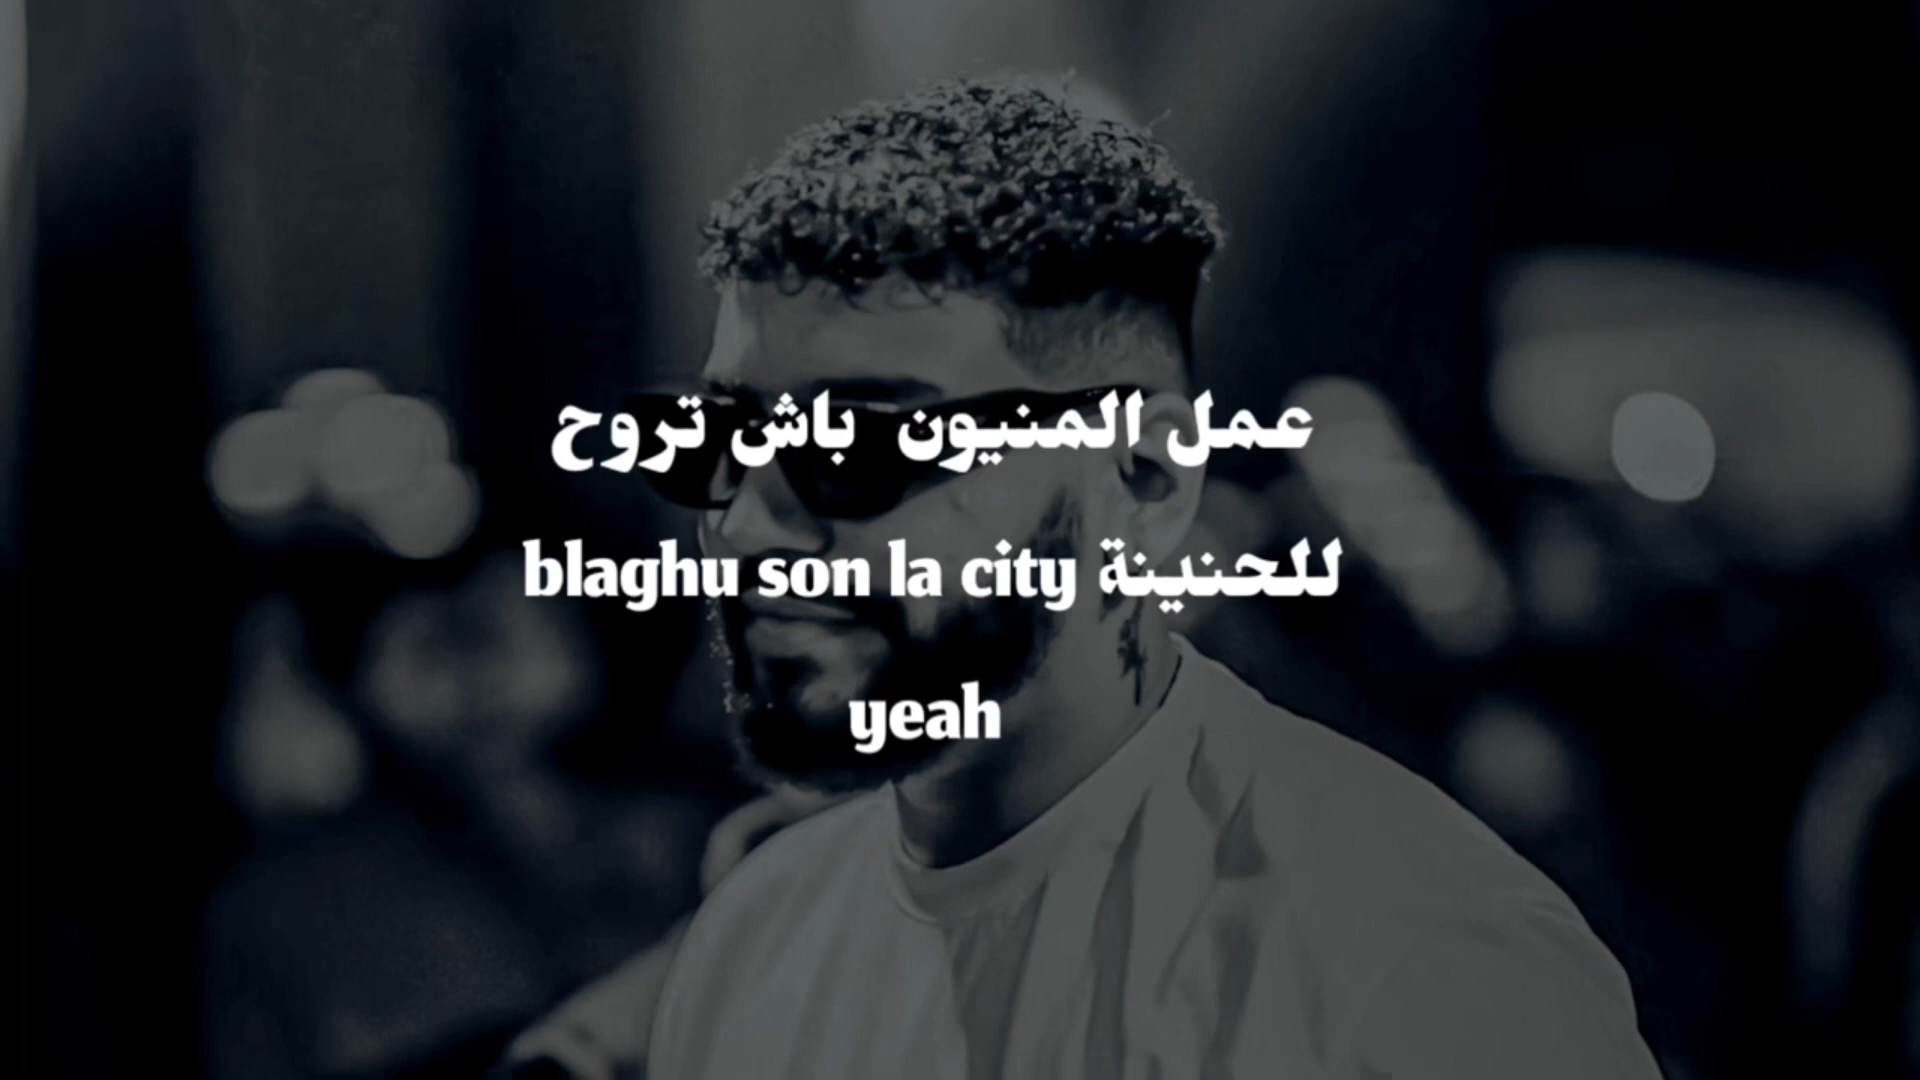 عمل المنيون باش تروح
للحنينة blaghu son la city
yeah